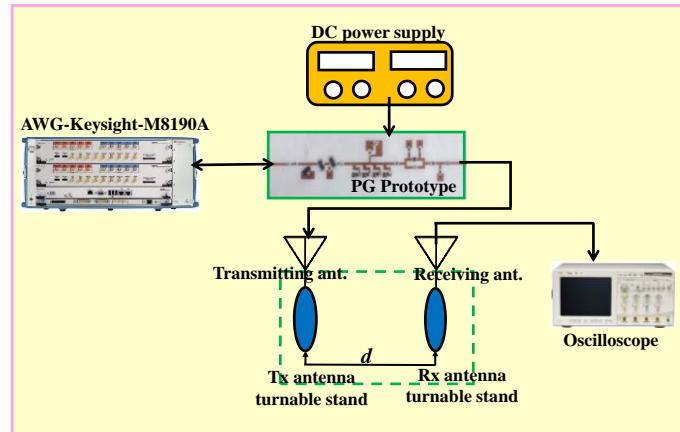 DC power supply
AWG-Keysight-M8190A
PG Prototype
Transmitting ant.
Receiving ant.
Oscilloscope
d
Tx antenna
turnable stand
Rx antenna
turnable stand